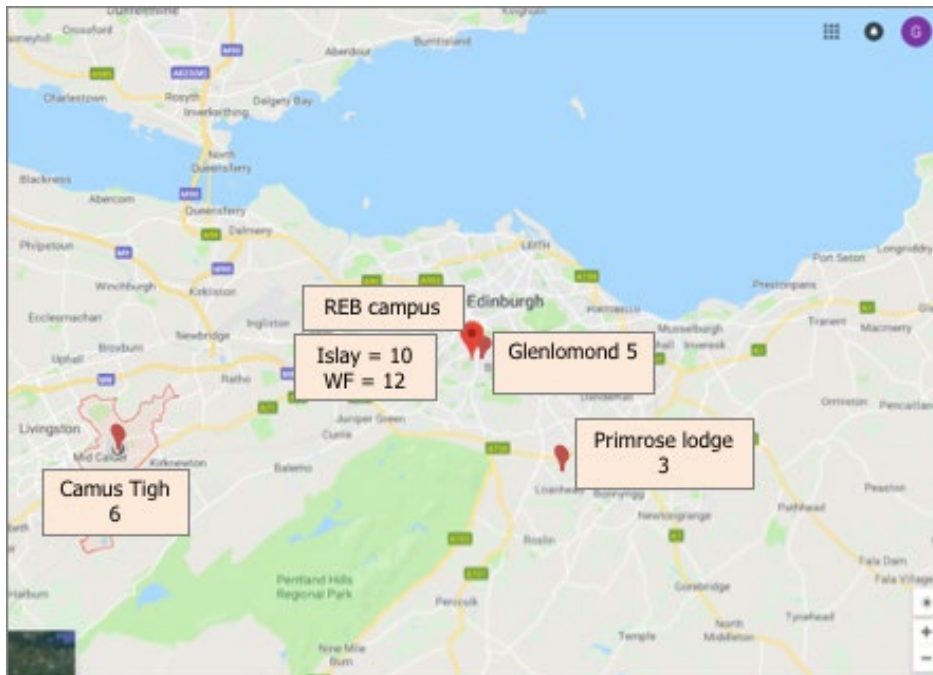 Kinghorn
Crossford
Burntisland
Aberdour
Charlestown
Rosyth
Dalgety Bay
Inverkeithing
North
Queensferry
Blackness
Abercorn
Queensferry
Dalmeny
LEITH
Philpstoun
Longniddry
Port Seton
Winchburgh
Kirkliston
Prestonpans
REB campus
Edinburgh
PORTOBELLO
Ecclesmachan
Ingliston
Newbridge
Musselburgh
Tranent
Macmerry
Broxburn
Uphall
Inveresk
Islay = 10
WF = 12
Glenlomond 5
Ratho
Danderhall
Ormiston
Pencaitland
Livingston
Juniper Green
Currie
Primrose lodge
3
Mid Calder
Kirknewton
Balerno
Camus Tigh
6
Loanhead
Bonnyrigg
Peaston
Newtongrange
Pathhead
Roslin
Fala Dam
Fala Village
Pentland Hills
Regional Park
Gorebridge
Harburn
Penicuik
Tynehead
North
Middleton
Temple
Nine Mile
Burn
G